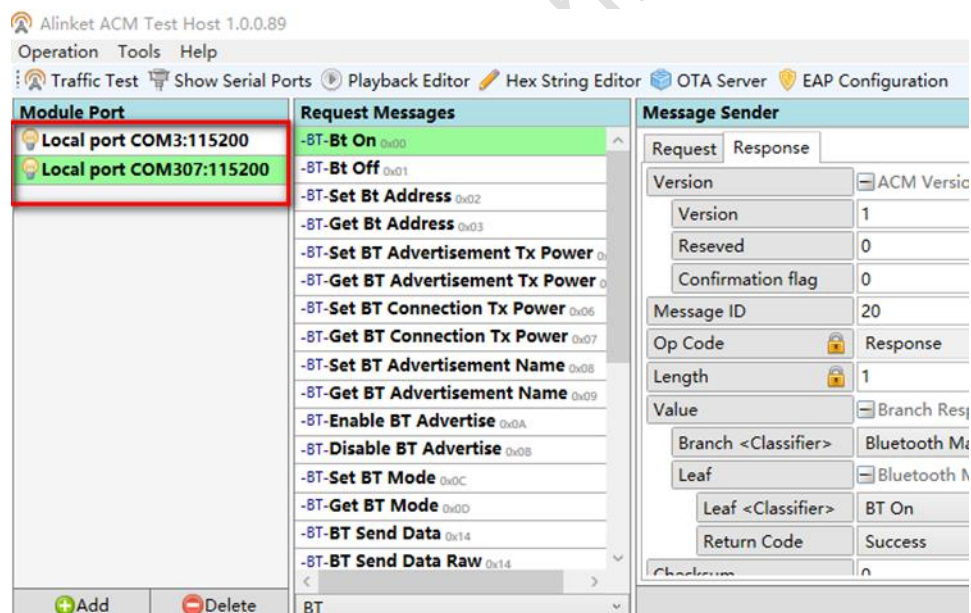 Alinket ACM Test Host 1.0.0.89
Operation Tools Help
Traffic Test Show Serial Ports Playback Editor Hex String Editor OTA Server EAP Configuration
Module Port
Local port COM3:115200
Local port COM307:115200
Add Delete
Request Messages
-BT-Bt On 0x00
-BT-Bt Off 0x01
-BT-Set Bt Address 0x02
-BT-Get Bt Address 0x03
-BT-Set BT Advertisement Tx Power
-BT-Get BT Advertisement Tx Power
-BT-Set BT Connection Tx Power 0x06
-BT-Get BT Connection Tx Power 0x07
-BT-Set BT Advertisement Name 0x08
-BT-Get BT Advertisement Name 0x09
-BT-Enable BT Advertise 0x0A
-BT-Disable BT Advertise 0x0B
-BT-Set BT Mode 0x0C
-BT-Get BT Mode 0x0D
-BT-BT Send Data 0x14
-BT-BT Send Data Raw 0x14
BT
Message Sender
Request Response
Version ACM Versio
Version 1
Reseved 0
Confirmation flag 0
Message ID 20
Op Code Response
Length 1
Value Branch Resp
Branch <Classifier> Bluetooth Ma
Leaf Bluetooth M
Leaf <Classifier> BT On
Return Code Success
Checksum 0